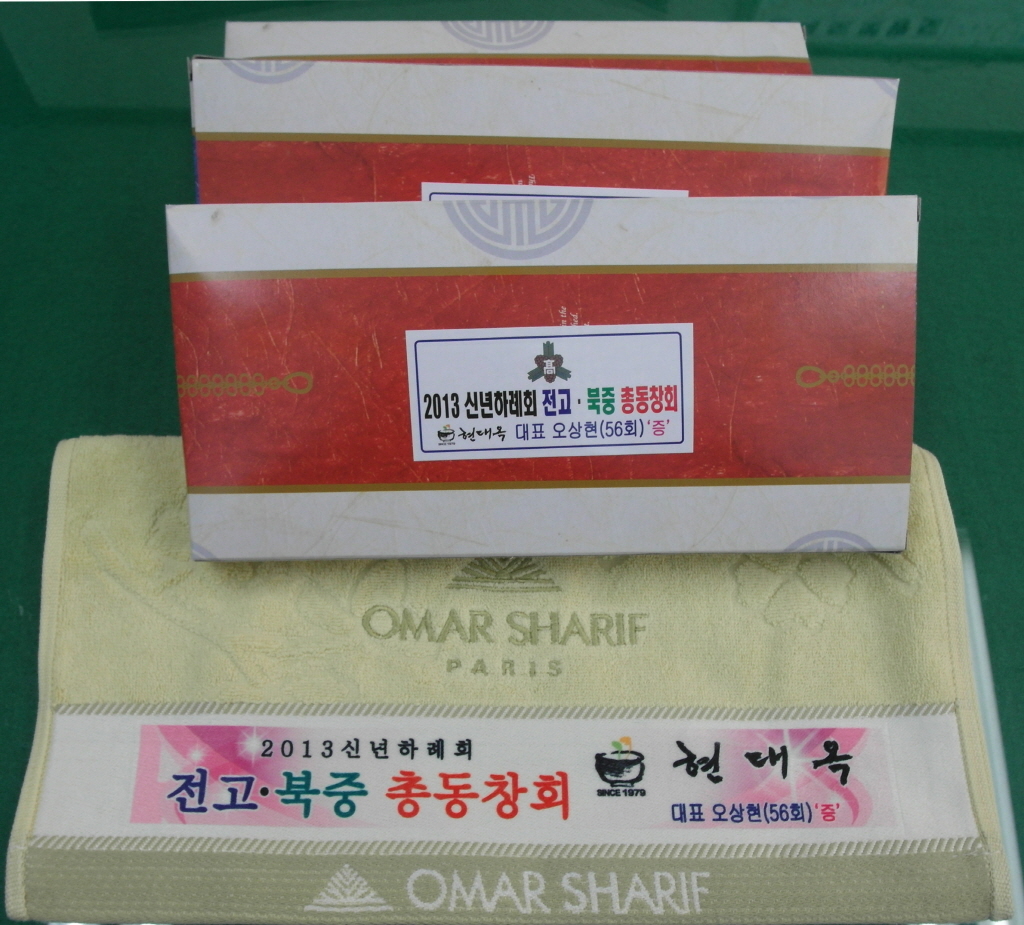 高
2013 신년하례회 전고·북중 총동창회
SINCE 1979 현대옥 대표 오상현(56회)'증'
OMAR SHARIF
PARIS
2013신년하례회
전고·북중 총동창회
SINCE 1979
현대옥
대표 오상현(56회)'증'
OMAR SHARIF